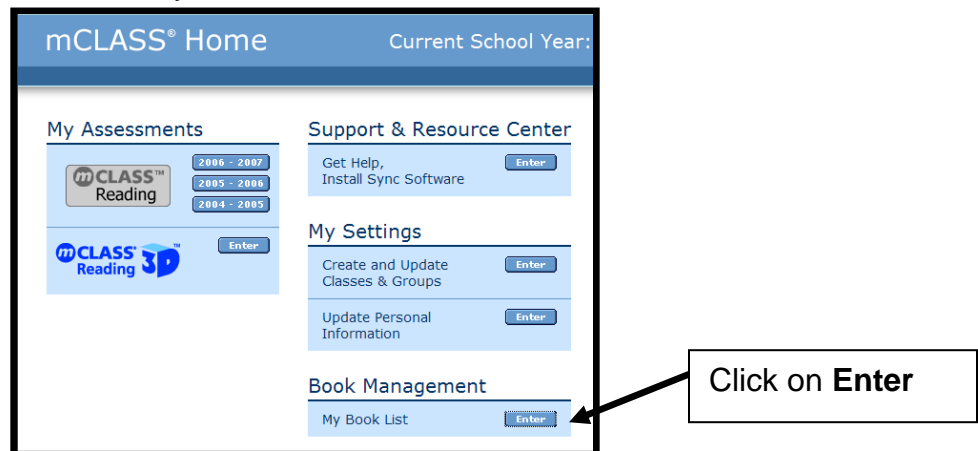 mCLASS® Home
Current School Year:
My Assessments
mCLASS™
Reading
2006 - 2007
2005 - 2006
2004 - 2005
mCLASS®
Reading 3D™
Enter
Support & Resource Center
Get Help,
Install Sync Software
Enter
My Settings
Create and Update
Classes & Groups
Enter
Update Personal
Information
Enter
Book Management
My Book List
Enter
Click on Enter